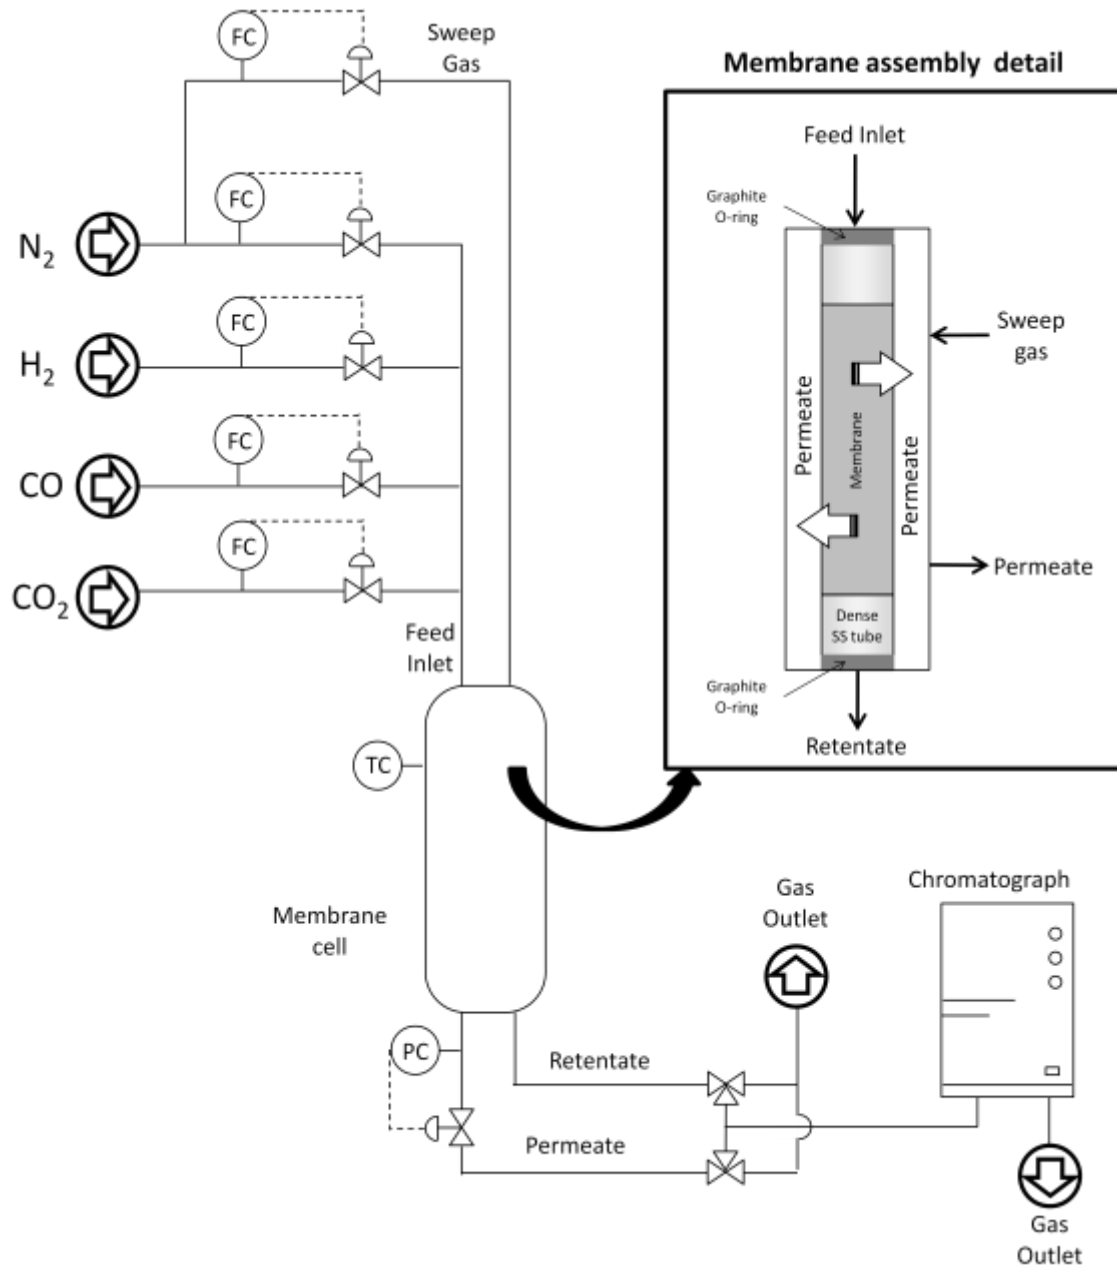 FC
Sweep
Gas
Membrane assembly detail
Feed Inlet
Graphite
O-ring
FC
N2
FC
H2
Sweep
gas
Permeate
Membrane
Permeate
FC
CO
FC
CO2
Permeate
Dense
SS tube
Feed
Inlet
Graphite
O-ring
Retentate
TC
Gas
Outlet
Chromatograph
Membrane
cell
PC
Retentate
Permeate
Gas
Outlet